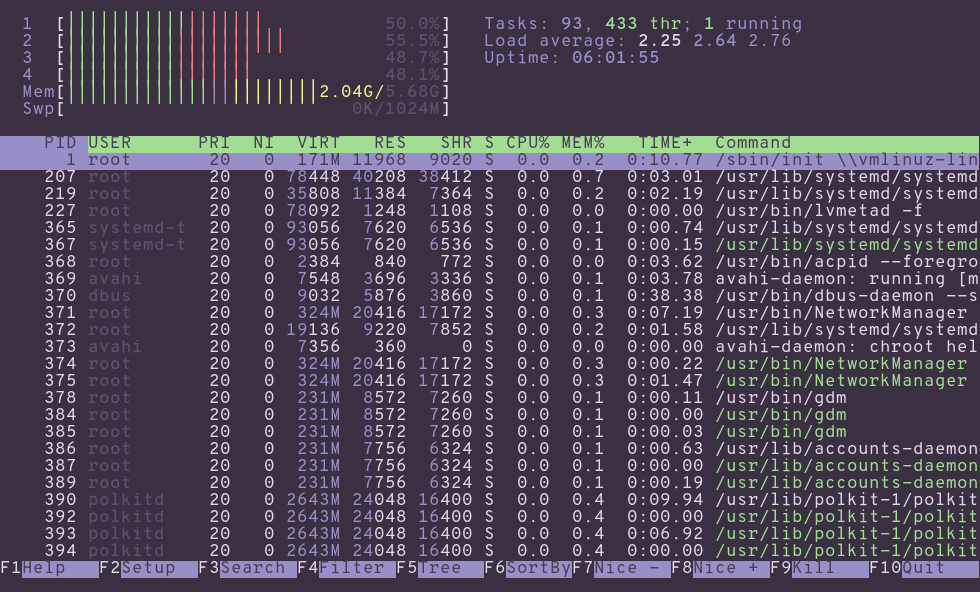 1 [|||||||||||||||||| 50.0%] Tasks: 93, 433 thr; 1 running
2 [|||||||||||||||||||| 55.5%] Load average: 2.25 2.64 2.76
3 [||||||||||||||||| 48.7%] Uptime: 06:01:55
4 [||||||||||||||||| 48.1%]
Mem[|||||||||||||||||||||||2.04G/5.68G]
Swp[ 0K/1024M]
PID USER PRI NI VIRT RES SHR S CPU% MEM% TIME+ Command
1 root 20 0 171M 11968 9020 S 0.0 0.2 0:10.77 /sbin/init \\vmlinuz-lin
207 root 20 0 78448 40208 38412 S 0.0 0.7 0:03.01 /usr/lib/systemd/systemd
219 root 20 0 35808 11384 7364 S 0.0 0.2 0:02.19 /usr/lib/systemd/systemd
227 root 20 0 78092 1248 1108 S 0.0 0.0 0:00.00 /usr/bin/lvmetad -f
365 systemd-t 20 0 93056 7620 6536 S 0.0 0.1 0:00.74 /usr/lib/systemd/systemd
367 systemd-t 20 0 93056 7620 6536 S 0.0 0.1 0:00.15 /usr/lib/systemd/systemd
368 root 20 0 2384 840 772 S 0.0 0.0 0:03.62 /usr/bin/acpid --foregro
369 avahi 20 0 7548 3696 3336 S 0.0 0.1 0:03.78 avahi-daemon: running [m
370 dbus 20 0 9032 5876 3860 S 0.0 0.1 0:38.38 /usr/bin/dbus-daemon --s
371 root 20 0 324M 20416 17172 S 0.0 0.3 0:07.19 /usr/bin/NetworkManager
372 root 20 0 19136 9220 7852 S 0.0 0.2 0:01.58 /usr/lib/systemd/systemd
373 avahi 20 0 7356 360 0 S 0.0 0.0 0:00.00 avahi-daemon: chroot hel
374 root 20 0 324M 20416 17172 S 0.0 0.3 0:00.22 /usr/bin/NetworkManager
375 root 20 0 324M 20416 17172 S 0.0 0.3 0:01.47 /usr/bin/NetworkManager
378 root 20 0 231M 8572 7260 S 0.0 0.1 0:00.11 /usr/bin/gdm
384 root 20 0 231M 8572 7260 S 0.0 0.1 0:00.00 /usr/bin/gdm
385 root 20 0 231M 8572 7260 S 0.0 0.1 0:00.03 /usr/bin/gdm
386 root 20 0 231M 7756 6324 S 0.0 0.1 0:00.63 /usr/lib/accounts-daemon
387 root 20 0 231M 7756 6324 S 0.0 0.1 0:00.00 /usr/lib/accounts-daemon
389 root 20 0 231M 7756 6324 S 0.0 0.1 0:00.19 /usr/lib/accounts-daemon
390 polkitd 20 0 2643M 24048 16400 S 0.0 0.4 0:09.94 /usr/lib/polkit-1/polkit
392 polkitd 20 0 2643M 24048 16400 S 0.0 0.4 0:00.00 /usr/lib/polkit-1/polkit
393 polkitd 20 0 2643M 24048 16400 S 0.0 0.4 0:06.92 /usr/lib/polkit-1/polkit
394 polkitd 20 0 2643M 24048 16400 S 0.0 0.4 0:00.00 /usr/lib/polkit-1/polkit
F1Help F2Setup F3Search F4Filter F5Tree F6SortBy F7Nice - F8Nice + F9Kill F10Quit